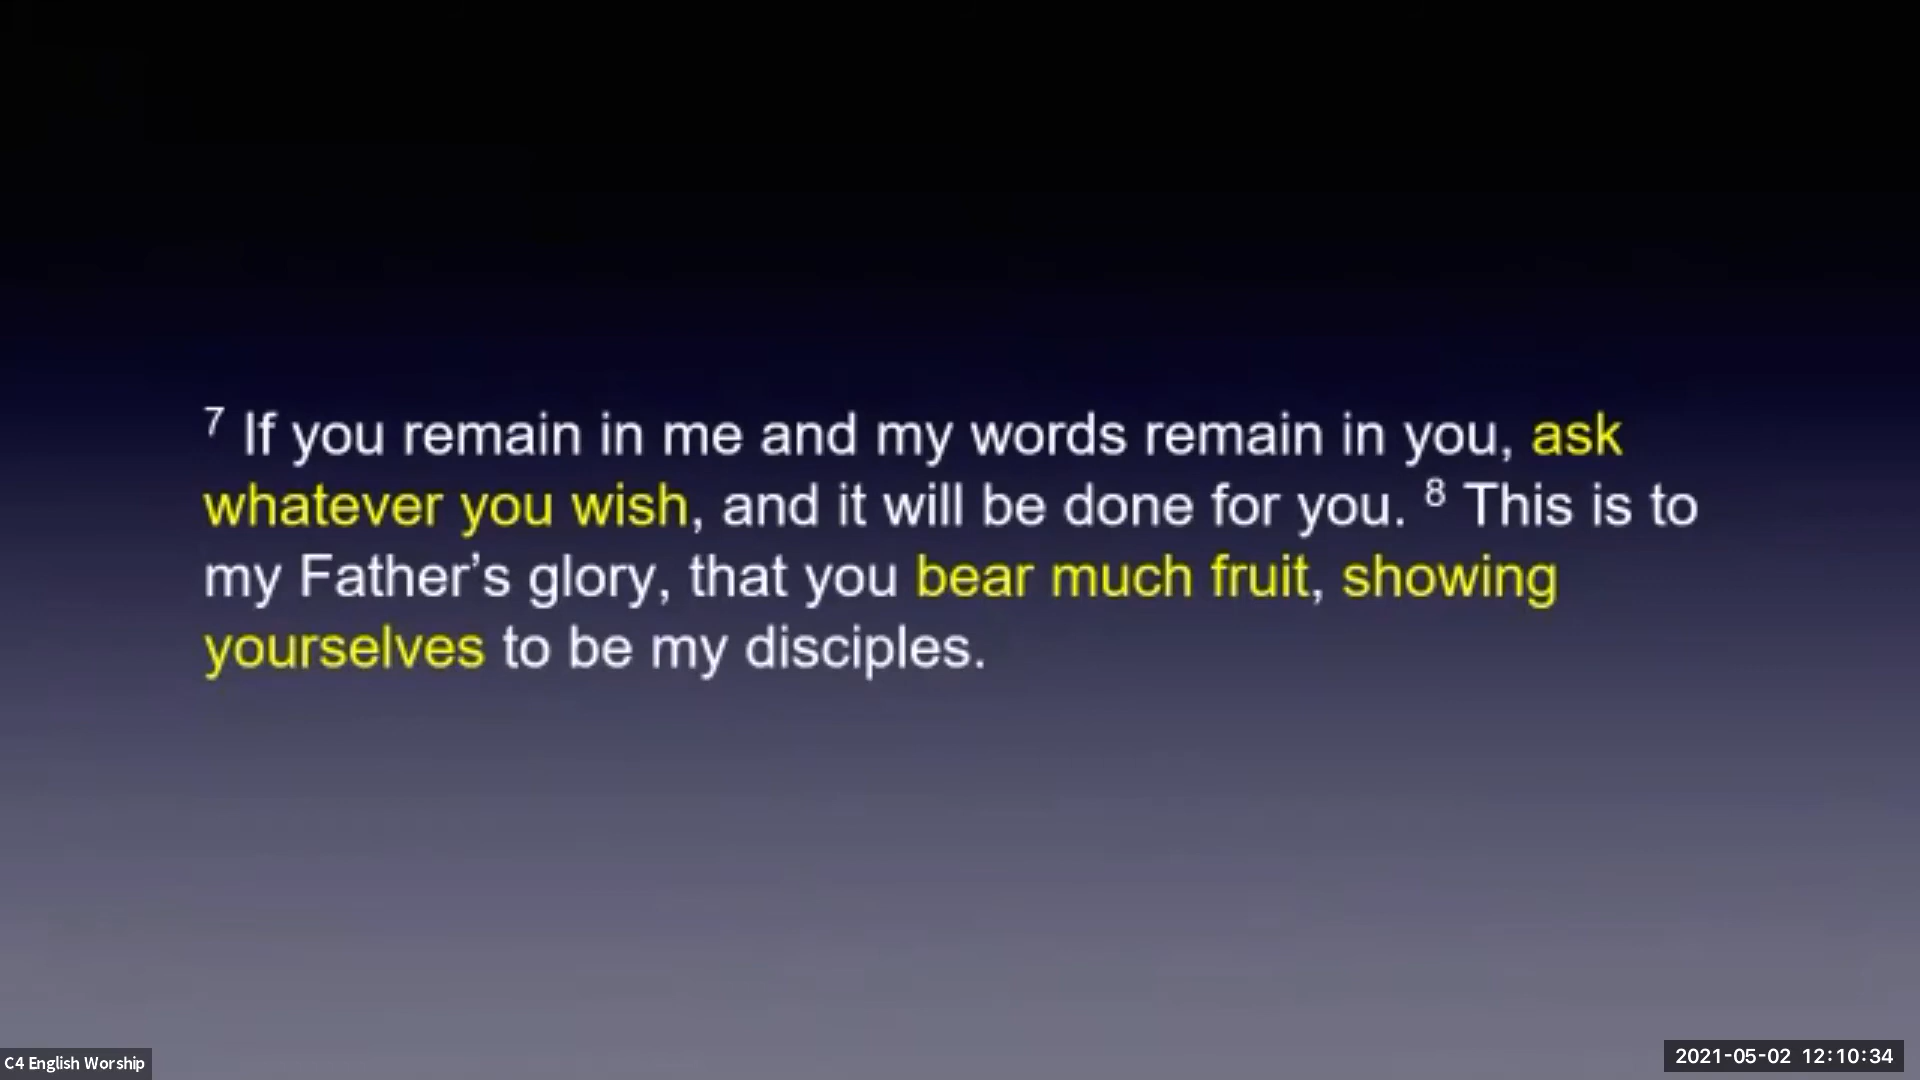 7 If you remain in me and my words remain in you, ask
whatever you wish, and it will be done for you. 8 This is to
my Father’s glory, that you bear much fruit, showing
yourselves to be my disciples.
C4 English Worship
2021-05-02 12:10:34